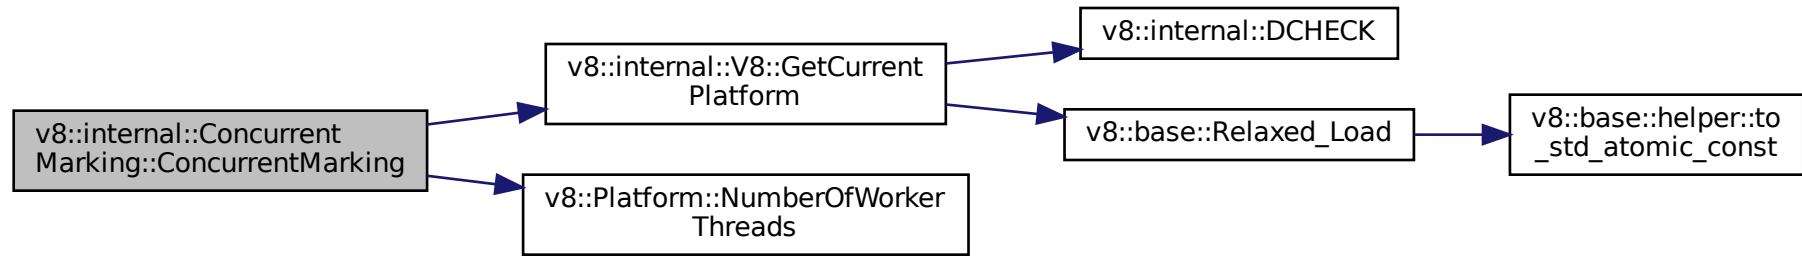 v8::internal::Concurrent
Marking::ConcurrentMarking
v8::internal::V8::GetCurrent
Platform
v8::internal::DCHECK
v8::base::Relaxed_Load
v8::base::helper::to
_std_atomic_const
v8::Platform::NumberOfWorker
Threads